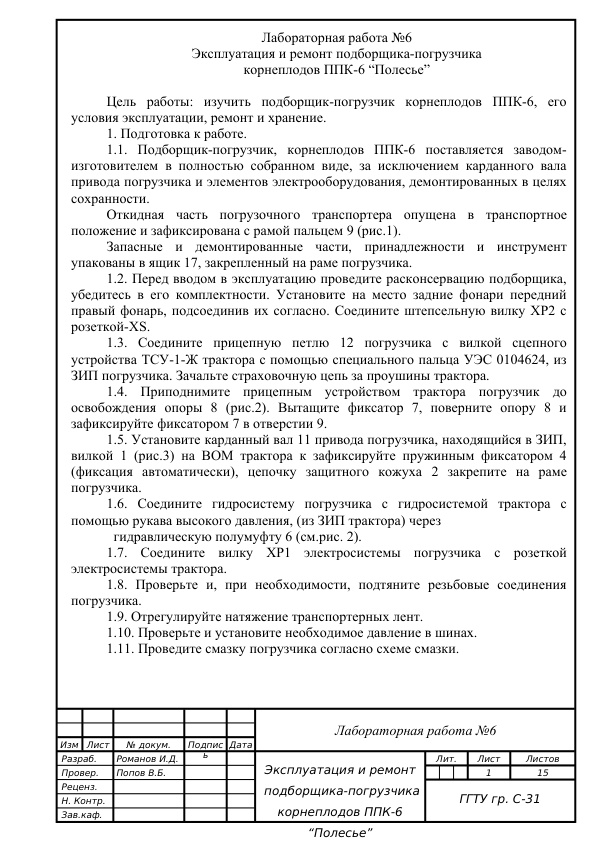 Лабораторная работа №6
Эксплуатация и ремонт подборщика-погрузчика
корнеплодов ППК-6 “Полесье”
Цель работы: изучить подборщик-погрузчик корнеплодов ППК-6, его
условия эксплуатации, ремонт и хранение.
1. Подготовка к работе.
1.1. Подборщик-погрузчик, корнеплодов ППК-6 поставляется заводом-
изготовителем в полностью собранном виде, за исключением карданного вала
привода погрузчика и элементов электрооборудования, демонтированных в целях
сохранности.
Откидная часть погрузочного транспортера опущена в транспортное
положение и зафиксирована с рамой пальцем 9 (рис.1).
Запасные и демонтированные части, принадлежности и инструмент
упакованы в ящик 17, закрепленный на раме погрузчика.
1.2. Перед вводом в эксплуатацию проведите расконсервацию подборщика,
убедитесь в его комплектности. Установите на место задние фонари передний
правый фонарь, подсоединив их согласно. Соедините штепсельную вилку ХР2 с
розеткой-XS.
1.3. Соедините прицепную петлю 12 погрузчика с вилкой сцепного
устройства ТСУ-1-Ж трактора с помощью специального пальца УЭС 0104624, из
ЗИП погрузчика. Зачальте страховочную цепь за проушины трактора.
1.4. Приподнимите прицепным устройством трактора погрузчик до
освобождения опоры 8 (рис.2). Вытащите фиксатор 7, поверните опору 8 и
зафиксируйте фиксатором 7 в отверстии 9.
1.5. Установите карданный вал 11 привода погрузчика, находящийся в ЗИП,
вилкой 1 (рис.3) на ВОМ трактора к зафиксируйте пружинным фиксатором 4
(фиксация автоматически), цепочку защитного кожуха 2 закрепите на раме
погрузчика.
1.6. Соедините гидросистему погрузчика с гидросистемой трактора с
помощью рукава высокого давления, (из ЗИП трактора) через
гидравлическую полумуфту 6 (см.рис. 2).
1.7. Соедините вилку ХР1 электросистемы погрузчика с розеткой
электросистемы трактора.
1.8. Проверьте и, при необходимости, подтяните резьбовые соединения
погрузчика.
1.9. Отрегулируйте натяжение транспортерных лент.
1.10. Проверьте и установите необходимое давление в шинах.
1.11. Проведите смазку погрузчика согласно схеме смазки.
Лабораторная работа №6
Изм Лист № докум. Подпис Дата
ь
Разраб. Романов И.Д.
Провер. Попов В.Б.
Реценз.
Н. Контр.
Зав.каф.
Эксплуатация и ремонт
подборщика-погрузчика
корнеплодов ППК-6
“Полесье”
Лит. Лист Листов
1 15
ГГТУ гр. С-31